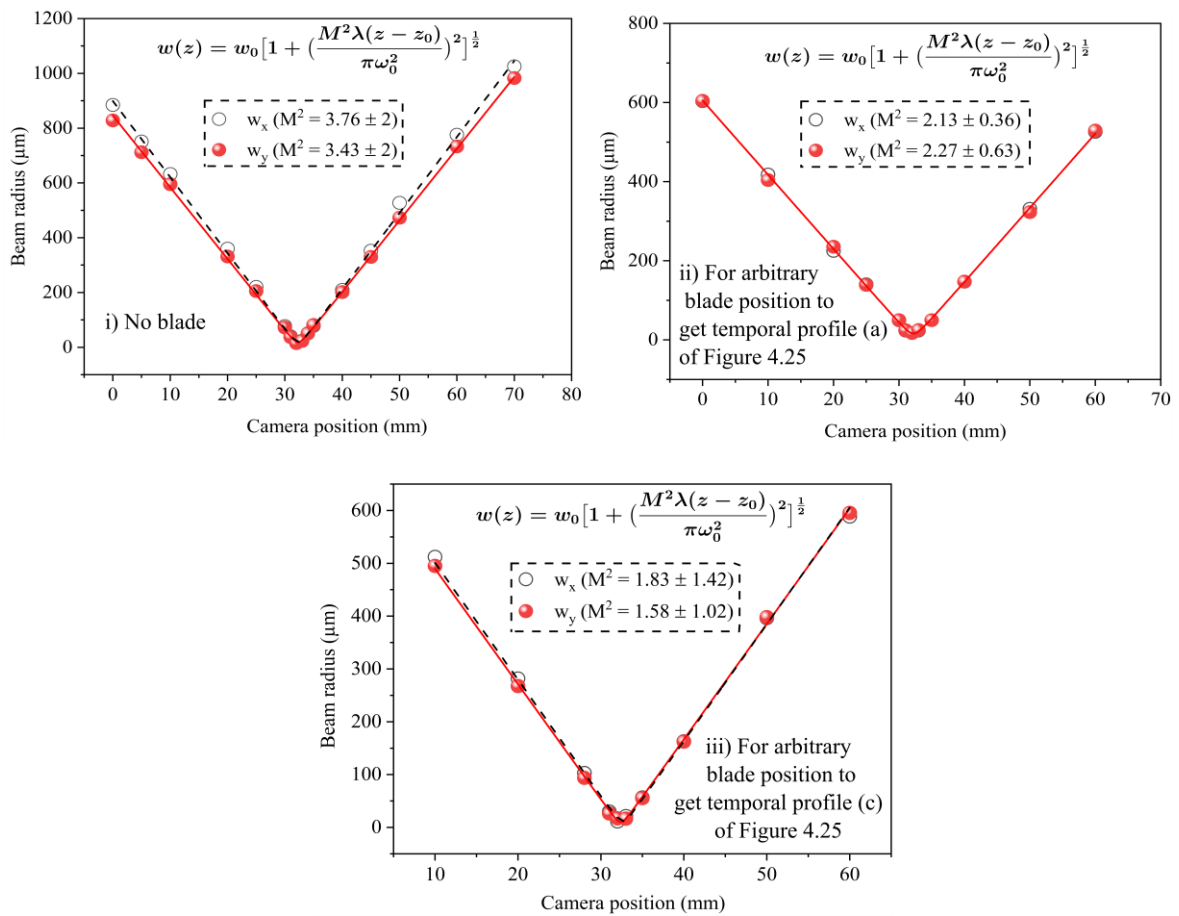 w(z) = w₀[1 + (M²λ(z − z₀)/πω₀²)²]^½
w_x (M² = 3.76 ± 2)
w_y (M² = 3.43 ± 2)
i) No blade
Beam radius (μm)
1200
1000
800
600
400
200
0
-200
0 10 20 30 40 50 60 70 80
Camera position (mm)
w(z) = w₀[1 + (M²λ(z − z₀)/πω₀²)²]^½
w_x (M² = 2.13 ± 0.36)
w_y (M² = 2.27 ± 0.63)
ii) For arbitrary
blade position to
get temporal profile (a)
of Figure 4.25
Beam radius (μm)
800
600
400
200
0
0 10 20 30 40 50 60 70
Camera position (mm)
w(z) = w₀[1 + (M²λ(z − z₀)/πω₀²)²]^½
w_x (M² = 1.83 ± 1.42)
w_y (M² = 1.58 ± 1.02)
iii) For arbitrary
blade position to
get temporal profile (c)
of Figure 4.25
Beam radius (μm)
600
500
400
300
200
100
0
10 20 30 40 50 60
Camera position (mm)